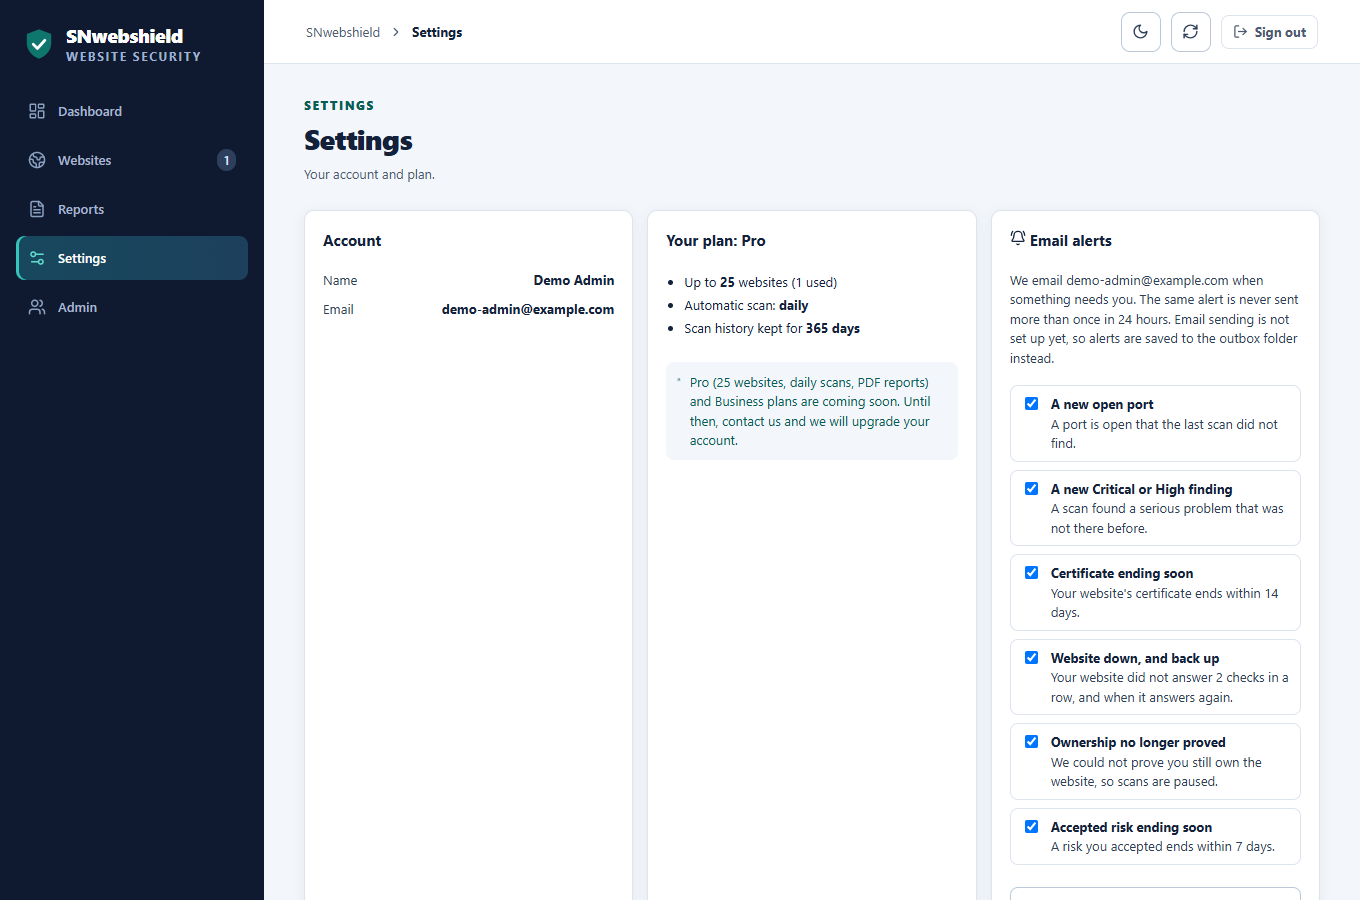 SNwebshield
WEBSITE SECURITY
Dashboard
Websites
1
Reports
Settings
Admin
SNwebshield > Settings
Sign out
SETTINGS
Settings
Your account and plan.
Account
Name
Demo Admin
Email
demo-admin@example.com
Your plan: Pro
• Up to 25 websites (1 used)
• Automatic scan: daily
• Scan history kept for 365 days
* Pro (25 websites, daily scans, PDF reports)
and Business plans are coming soon. Until
then, contact us and we will upgrade your
account.
Email alerts
We email demo-admin@example.com when
something needs you. The same alert is never sent
more than once in 24 hours. Email sending is not
set up yet, so alerts are saved to the outbox folder
instead.
A new open port
A port is open that the last scan did not
find.
A new Critical or High finding
A scan found a serious problem that was
not there before.
Certificate ending soon
Your website's certificate ends within 14
days.
Website down, and back up
Your website did not answer 2 checks in a
row, and when it answers again.
Ownership no longer proved
We could not prove you still own the
website, so scans are paused.
Accepted risk ending soon
A risk you accepted ends within 7 days.